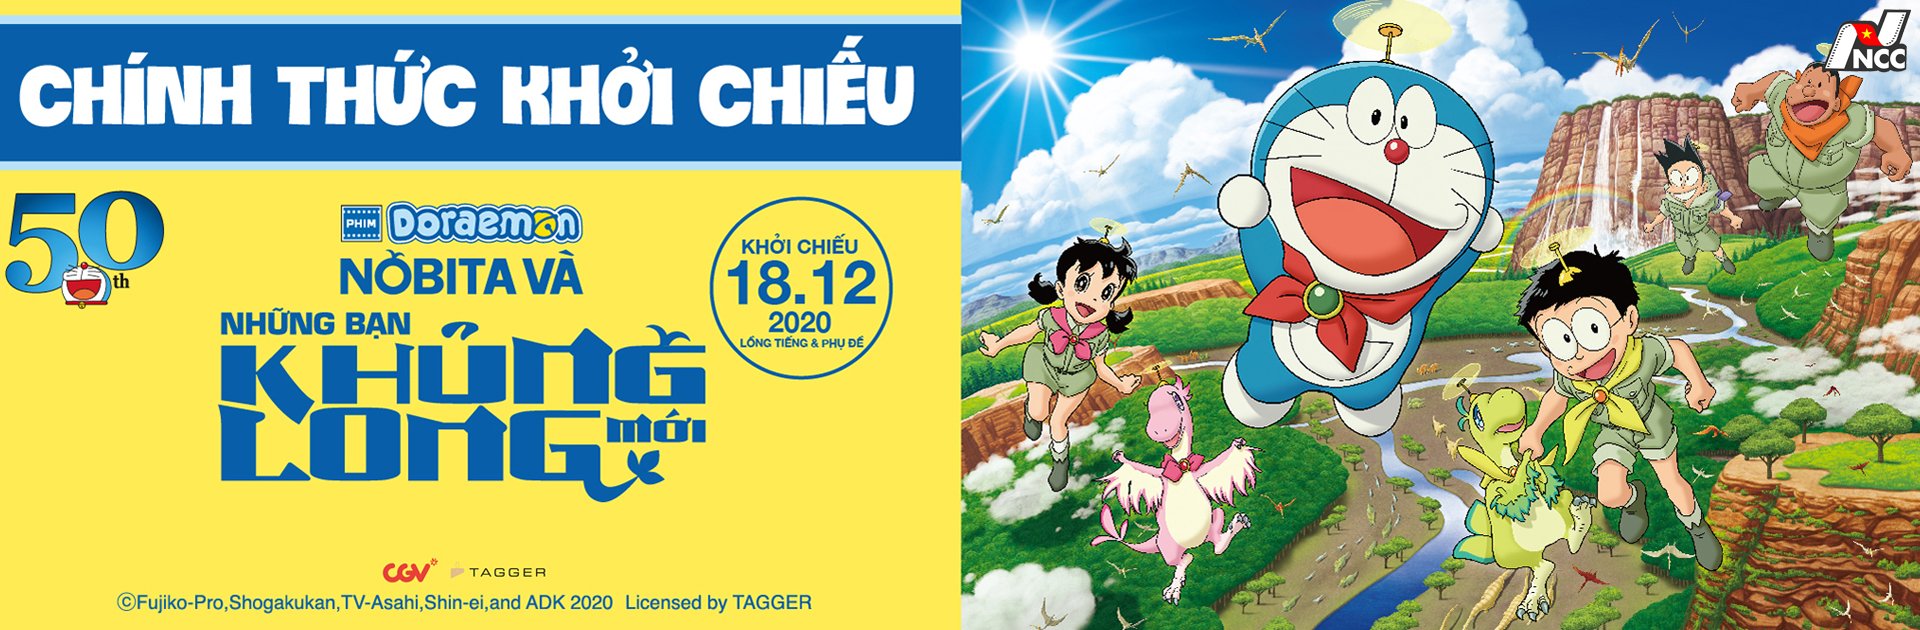 CHÍNH THỨC KHỞI CHIẾU
50th
PHIM Doraemon
NÔBITA VÀ
NHỮNG BẠN
KHỦNG
LONG MỚI
KHỞI CHIẾU
18.12
2020
LỒNG TIẾNG & PHỤ ĐỀ
CGV* TAGGER
©Fujiko-Pro,Shogakukan,TV-Asahi,Shin-ei,and ADK 2020 Licensed by TAGGER
NCC